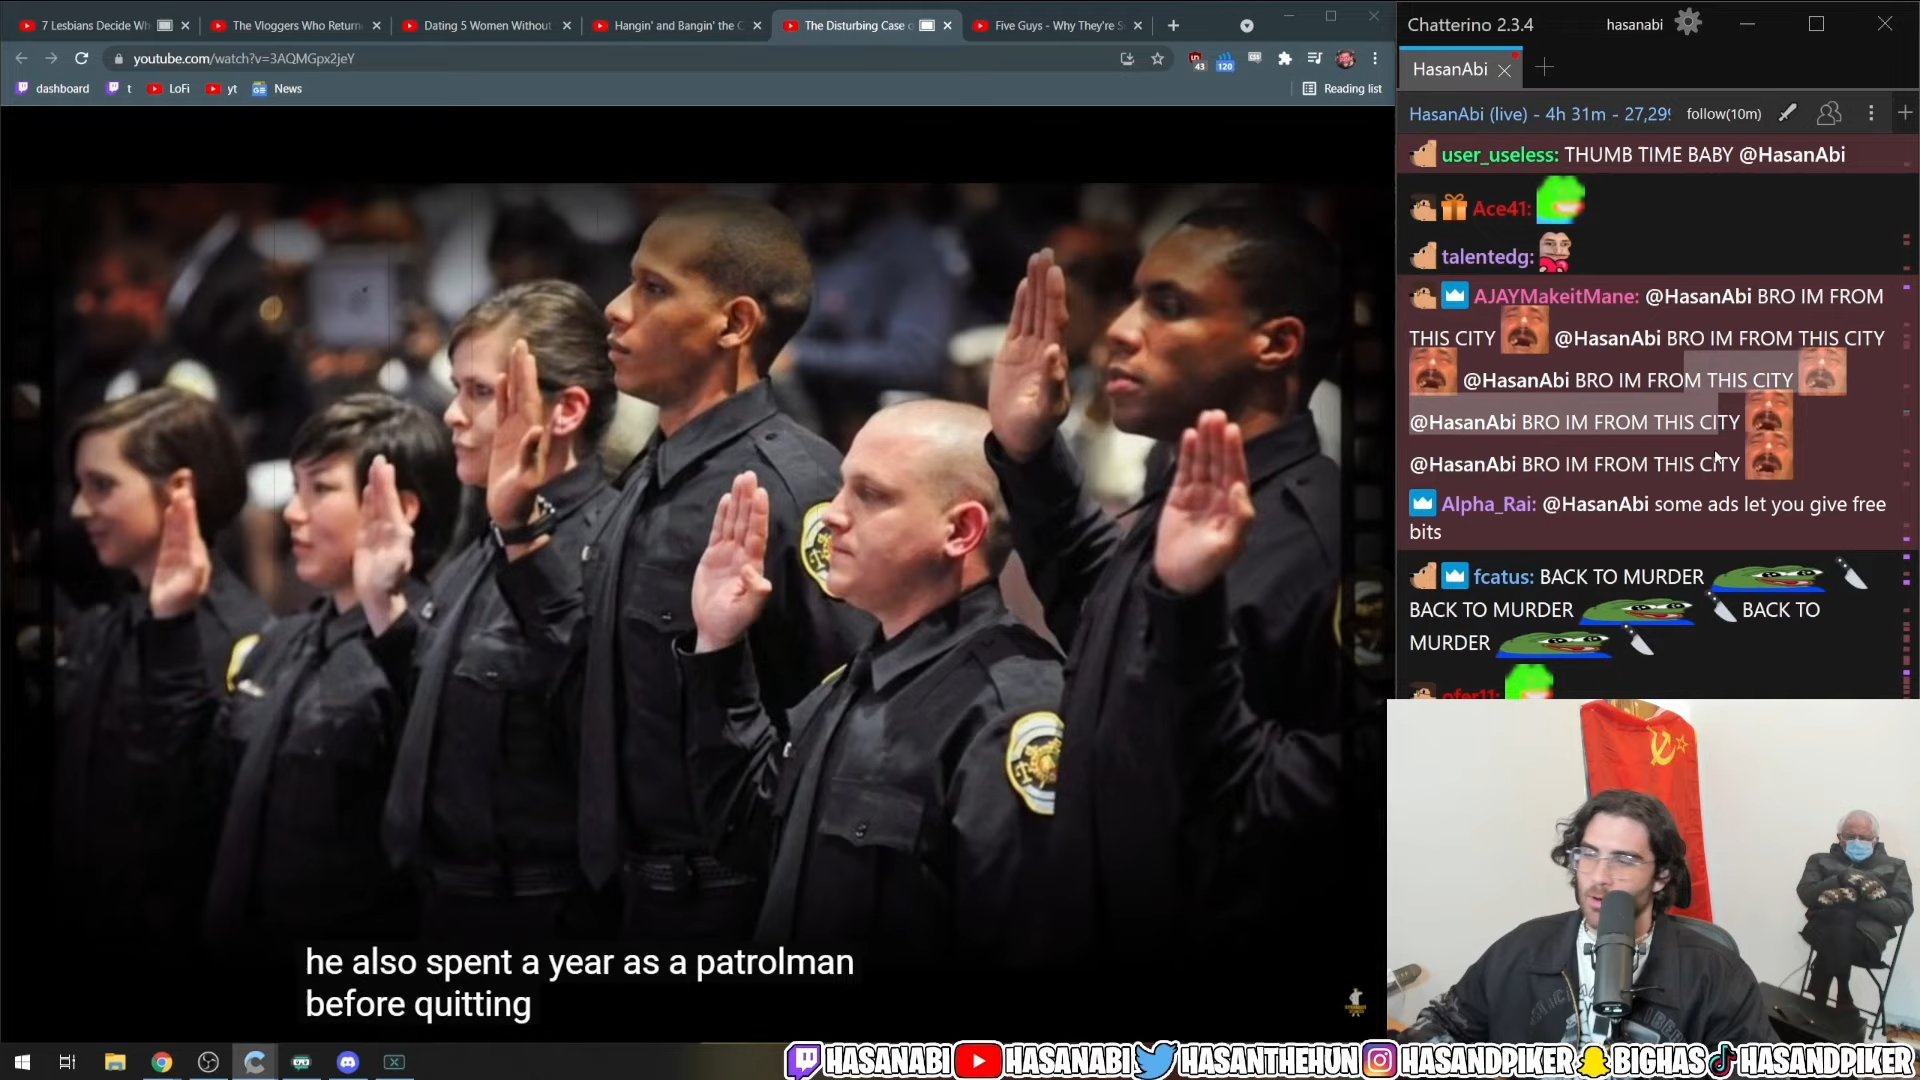 7 Lesbians Decide Wh
The Vloggers Who Return
Dating 5 Women Without
Hangin' and Bangin' the C
The Disturbing Case o
Five Guys - Why They're S
youtube.com/watch?v=3AQMGpx2jeY
43
120
dashboard
t
LoFi
yt
News
Reading list
Chatterino 2.3.4
hasanabi
HasanAbi
HasanAbi (live) - 4h 31m - 27,29
follow(10m)
user_useless: THUMB TIME BABY @HasanAbi
Ace41:
talentedg:
AJAYMakeitMane: @HasanAbi BRO IM FROM
THIS CITY @HasanAbi BRO IM FROM THIS CITY
@HasanAbi BRO IM FROM THIS CITY
@HasanAbi BRO IM FROM THIS CITY
@HasanAbi BRO IM FROM THIS CITY
Alpha_Rai: @HasanAbi some ads let you give free
bits
fcatus: BACK TO MURDER
BACK TO MURDER BACK TO
MURDER
ofer11:
he also spent a year as a patrolman
before quitting
HASANABI HASANABI HASANTHEHUN HASANDPIKER BIGHAS HASANDPIKER